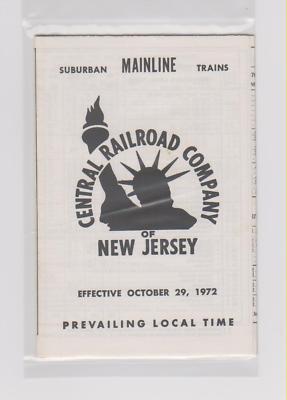 SUBURBAN MAINLINE TRAINS
CENTRAL RAILROAD COMPANY
OF
NEW JERSEY
EFFECTIVE OCTOBER 29, 1972
PREVAILING LOCAL TIME